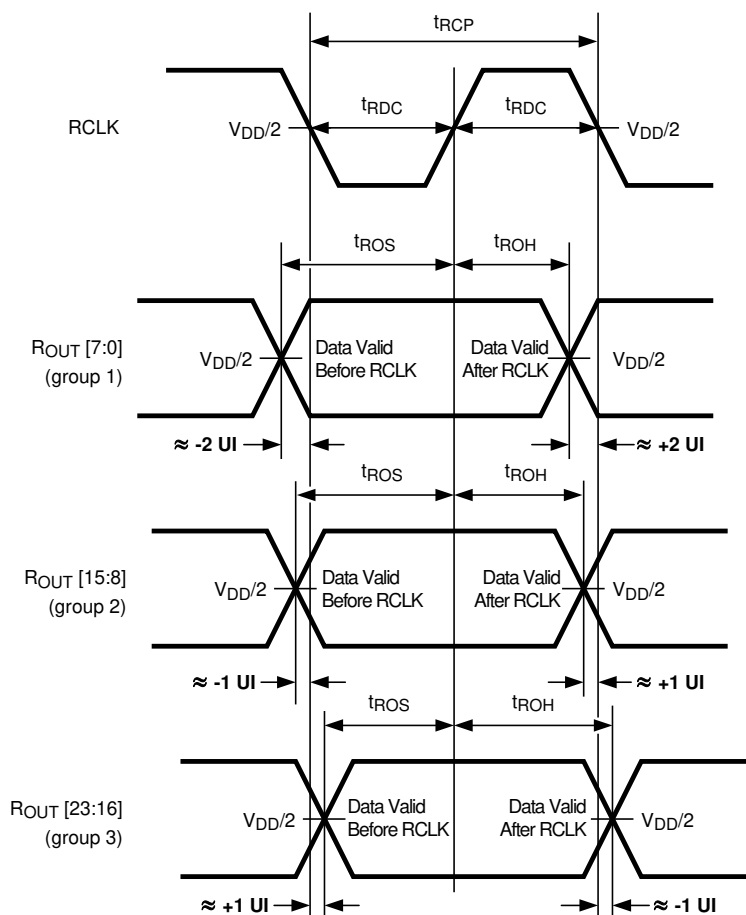 tRCP
RCLK
VDD/2
tRDC
tRDC
VDD/2
tROS
tROH
ROUT [7:0]
(group 1)
VDD/2
Data Valid
Before RCLK
Data Valid
After RCLK
VDD/2
≈ -2 UI
≈ +2 UI
tROS
tROH
ROUT [15:8]
(group 2)
VDD/2
Data Valid
Before RCLK
Data Valid
After RCLK
VDD/2
≈ -1 UI
≈ +1 UI
tROS
tROH
ROUT [23:16]
(group 3)
VDD/2
Data Valid
Before RCLK
Data Valid
After RCLK
VDD/2
≈ +1 UI
≈ -1 UI